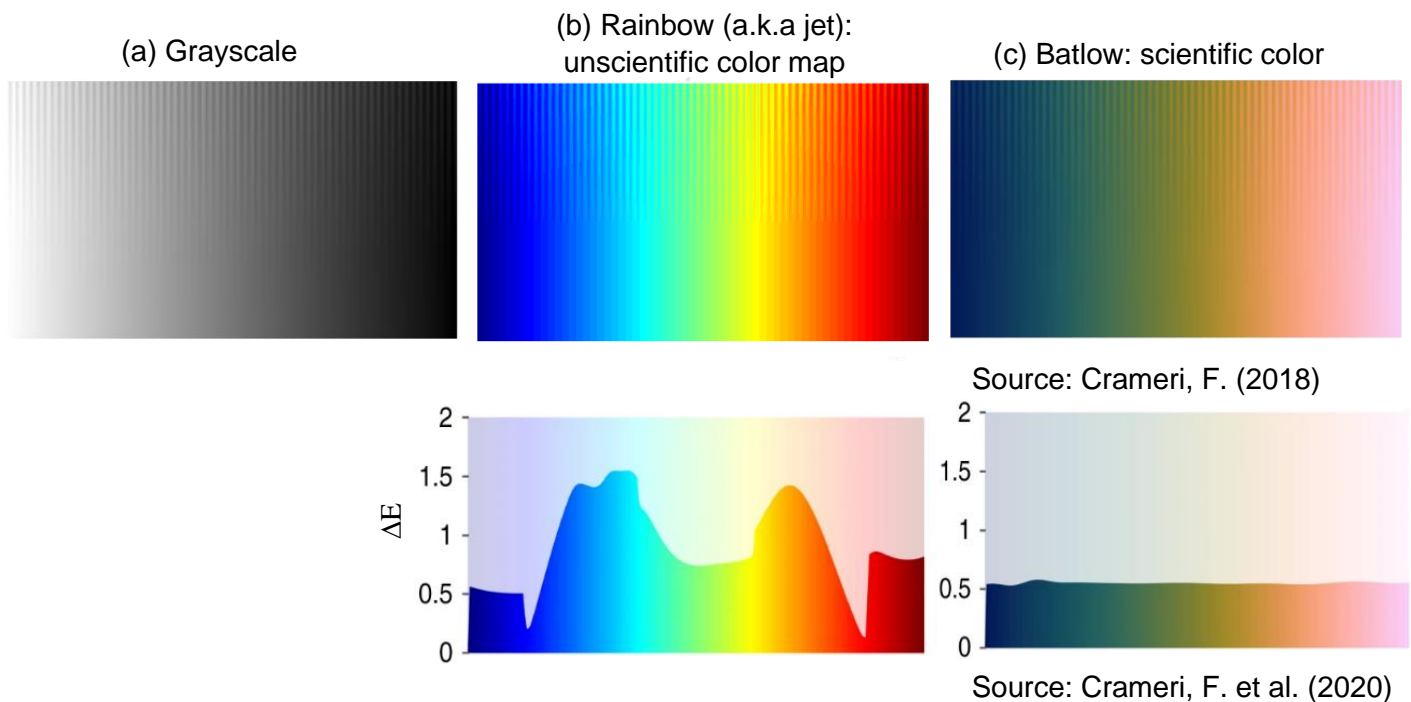 (a) Grayscale
(b) Rainbow (a.k.a jet):
unscientific color map
(c) Batlow: scientific color
Source: Crameri, F. (2018)
2
1.5
1
0.5
0
ΔE
2
1.5
1
0.5
0
Source: Crameri, F. et al. (2020)